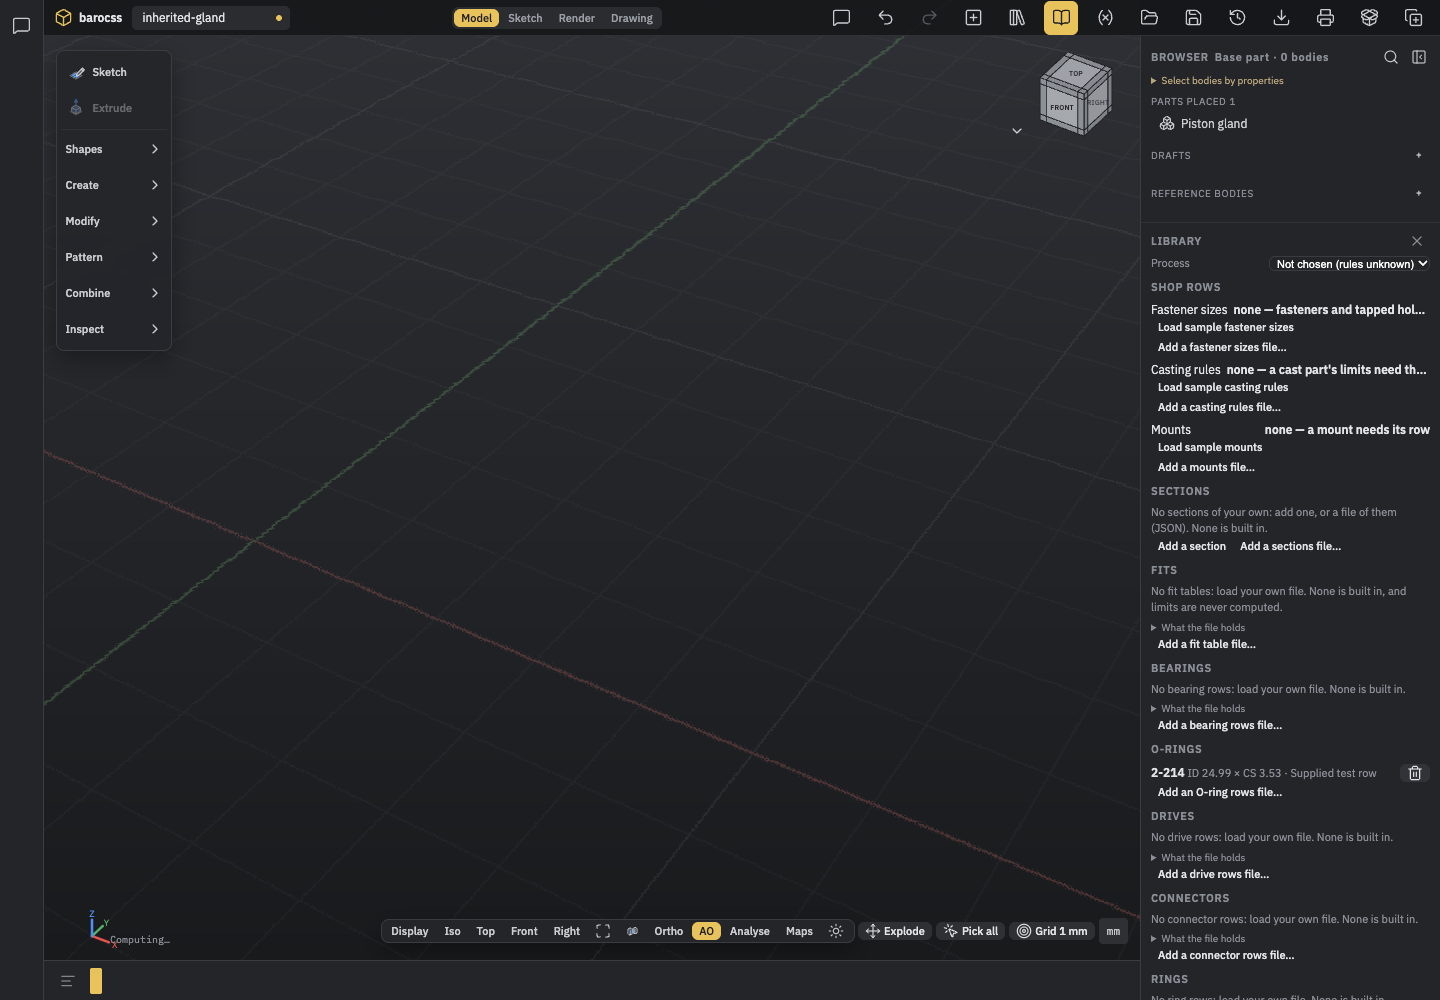 barocss
inherited-gland
Model
Sketch
Render
Drawing
Sketch
Extrude
Shapes
Create
Modify
Pattern
Combine
Inspect
TOP
FRONT
RIGHT
BROWSER Base part · 0 bodies
Select bodies by properties
PARTS PLACED 1
Piston gland
DRAFTS +
REFERENCE BODIES +
LIBRARY
Process Not chosen (rules unknown)
SHOP ROWS
Fastener sizes none — fasteners and tapped hol...
Load sample fastener sizes
Add a fastener sizes file...
Casting rules none — a cast part's limits need th...
Load sample casting rules
Add a casting rules file...
Mounts none — a mount needs its row
Load sample mounts
Add a mounts file...
SECTIONS
No sections of your own: add one, or a file of them
(JSON). None is built in.
Add a section Add a sections file...
FITS
No fit tables: load your own file. None is built in, and
limits are never computed.
What the file holds
Add a fit table file...
BEARINGS
No bearing rows: load your own file. None is built in.
What the file holds
Add a bearing rows file...
O-RINGS
2-214 ID 24.99 × CS 3.53 · Supplied test row
Add an O-ring rows file...
DRIVES
No drive rows: load your own file. None is built in.
What the file holds
Add a drive rows file...
CONNECTORS
No connector rows: load your own file. None is built in.
What the file holds
Add a connector rows file...
RINGS
No ring rows: load your own file. None is built in.
Z
Y
X
Computing…
Display Iso Top Front Right Ortho AO Analyse Maps Explode Pick all Grid 1 mm mm